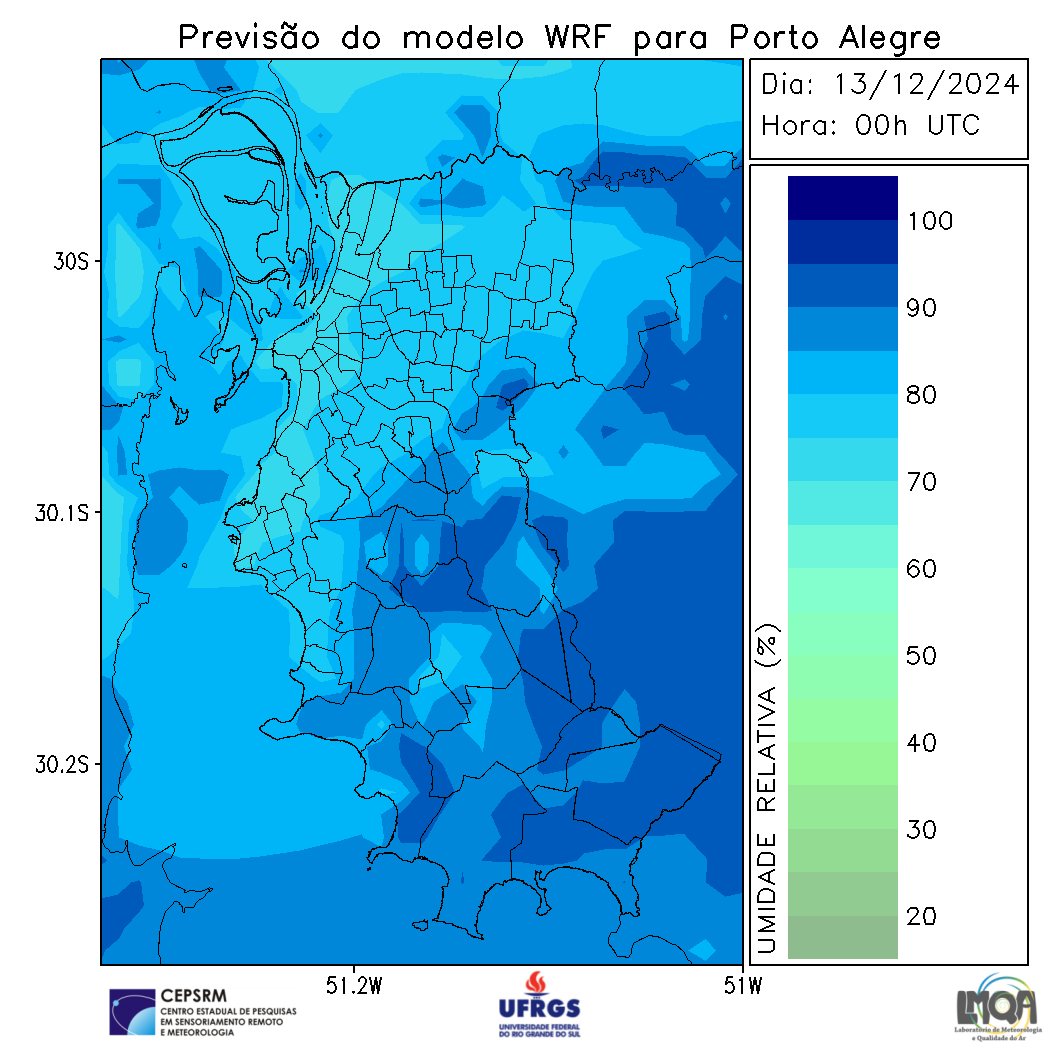 Previsão do modelo WRF para Porto Alegre
Dia: 13/12/2024
Hora: 00h UTC
30S
30.1S
30.2S
51.2W
51W
UMIDADE RELATIVA (%)
100
90
80
70
60
50
40
30
20
CEPSRM
CENTRO ESTADUAL DE PESQUISAS
EM SENSORIAMENTO REMOTO
E METEOROLOGIA
UFRGS
UNIVERSIDADE FEDERAL
DO RIO GRANDE DO SUL
LMQA
Laboratório de Meteorologia
e Qualidade do Ar